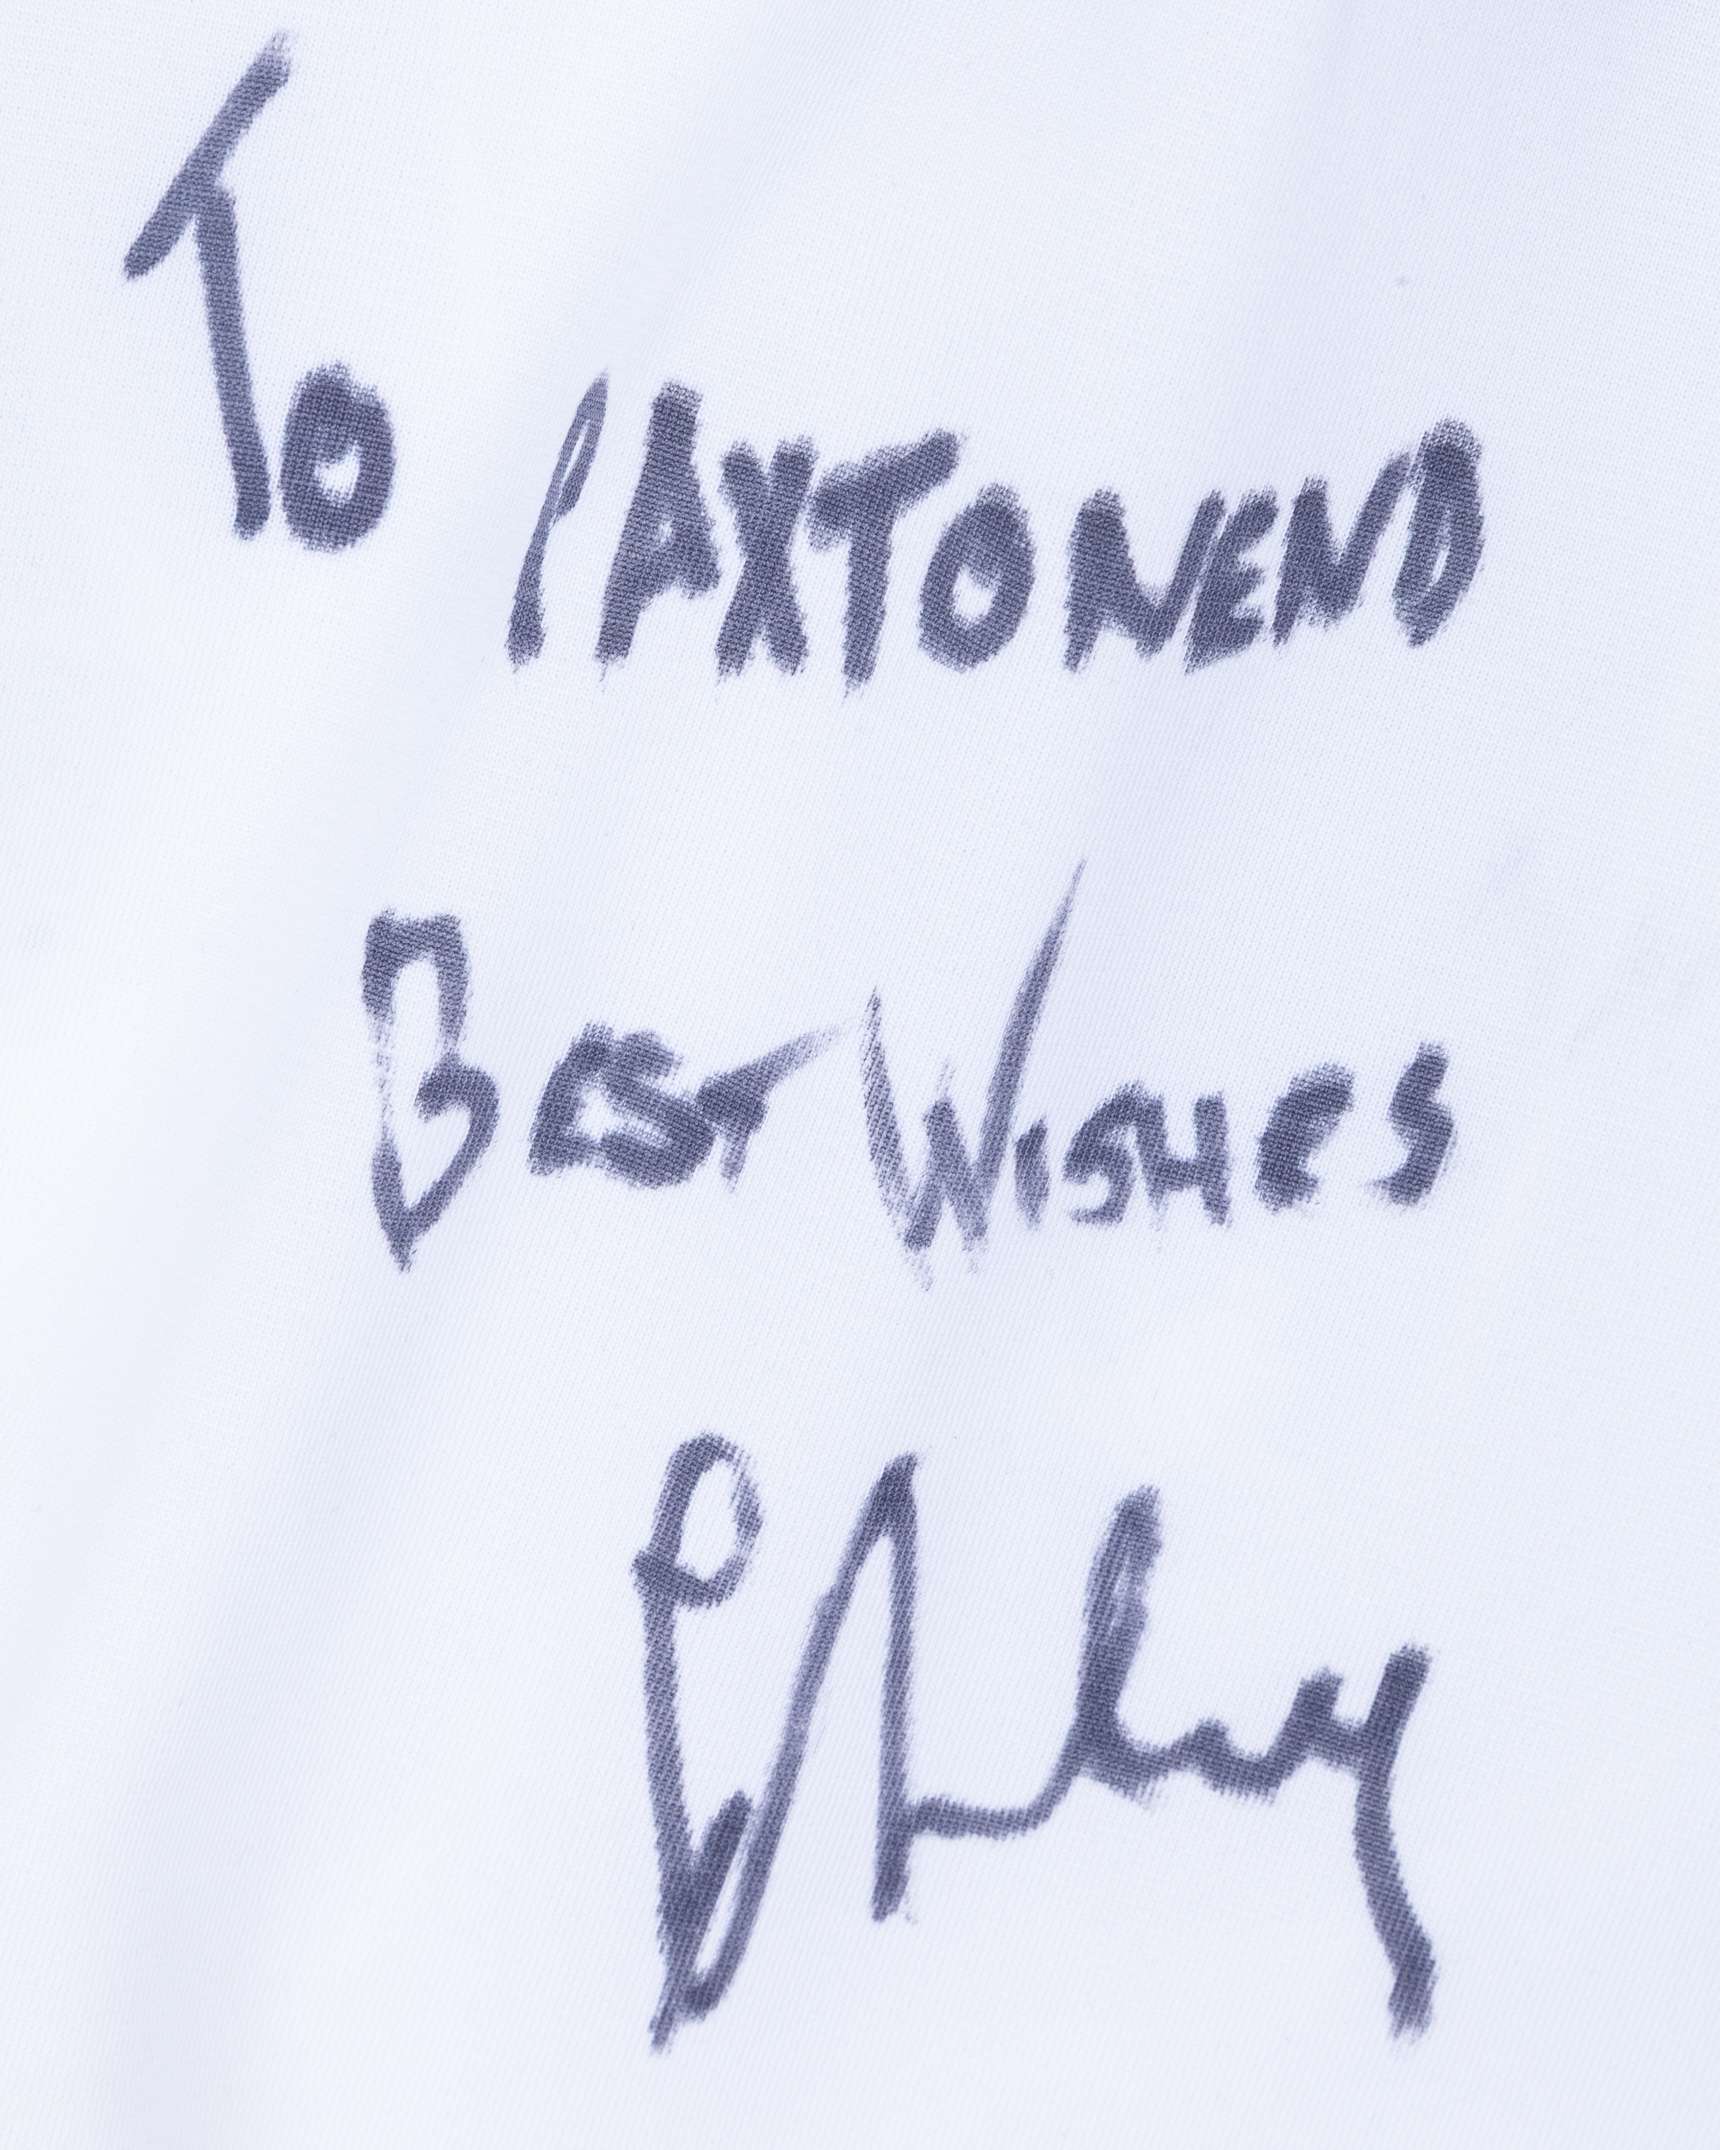 To PAXTONEND
BEST WISHES